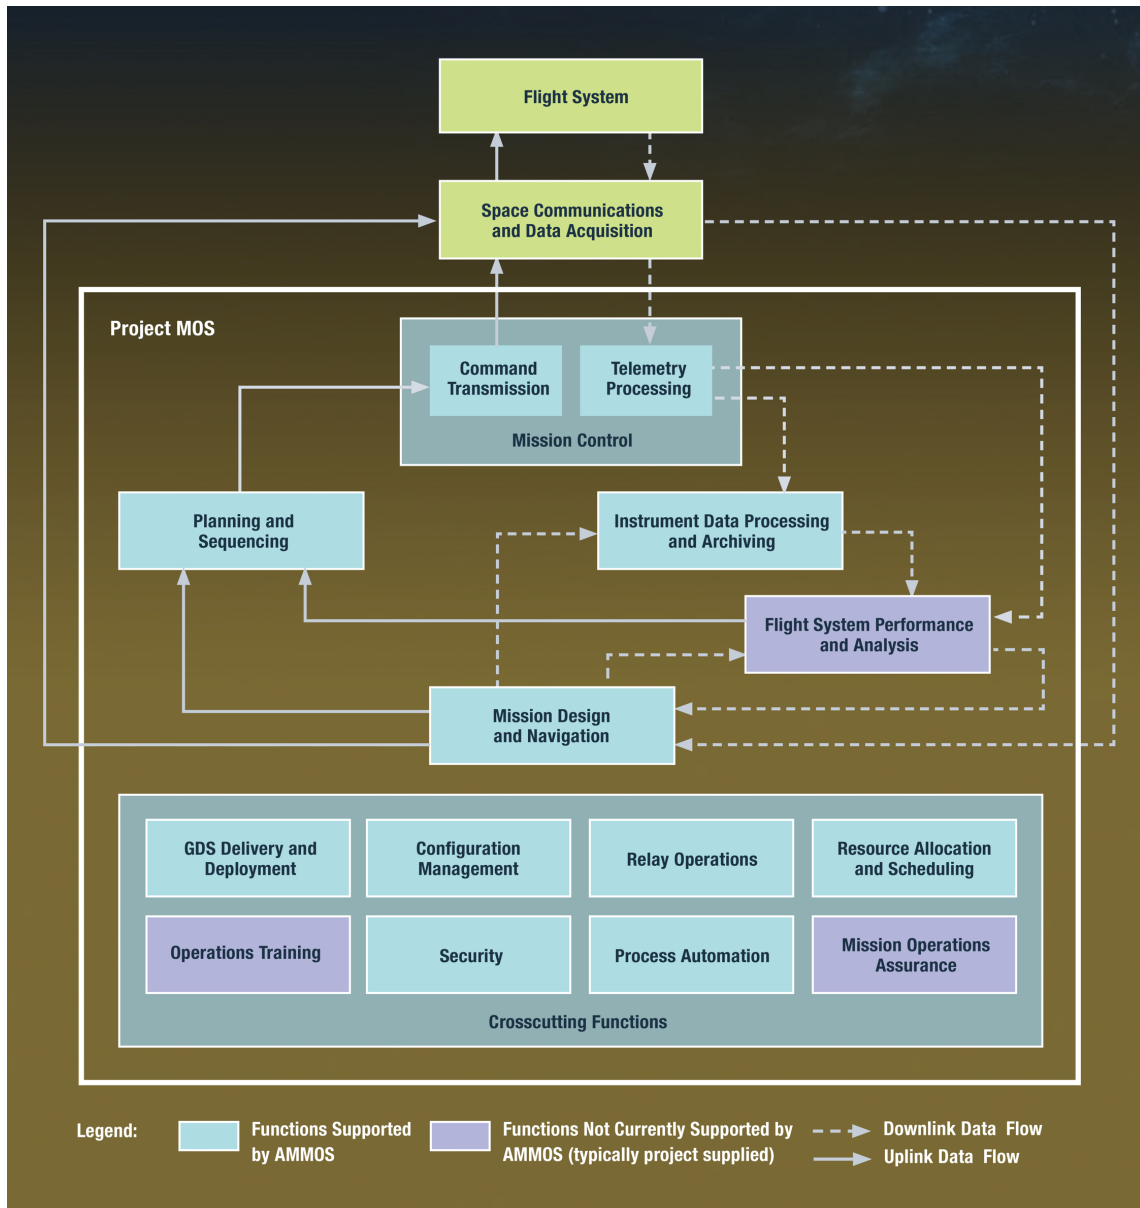 Flight System
Space Communications
and Data Acquisition
Project MOS
Command
Transmission
Telemetry
Processing
Mission Control
Planning and
Sequencing
Instrument Data Processing
and Archiving
Flight System Performance
and Analysis
Mission Design
and Navigation
GDS Delivery and
Deployment
Configuration
Management
Relay Operations
Resource Allocation
and Scheduling
Operations Training
Security
Process Automation
Mission Operations
Assurance
Crosscutting Functions
Legend:
Functions Supported
by AMMOS
Functions Not Currently Supported by
AMMOS (typically project supplied)
Downlink Data Flow
Uplink Data Flow